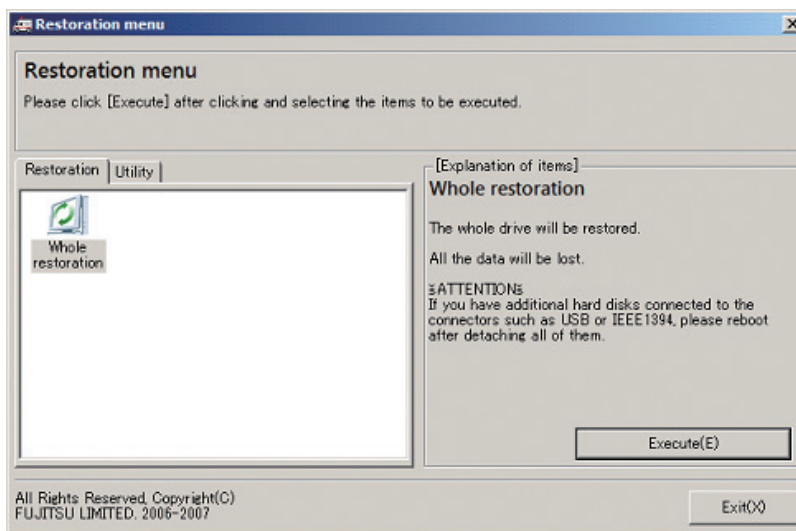 Restoration menu
Restoration menu
Please click [Execute] after clicking and selecting the items to be executed.
Restoration
Utility
Whole
restoration
[Explanation of items]
Whole restoration
The whole drive will be restored.
All the data will be lost.
≚ATTENTION≚
If you have additional hard disks connected to the
connectors such as USB or IEEE1394, please reboot
after detaching all of them.
Execute(E)
All Rights Reserved, Copyright(C)
FUJITSU LIMITED. 2006-2007
Exit(X)